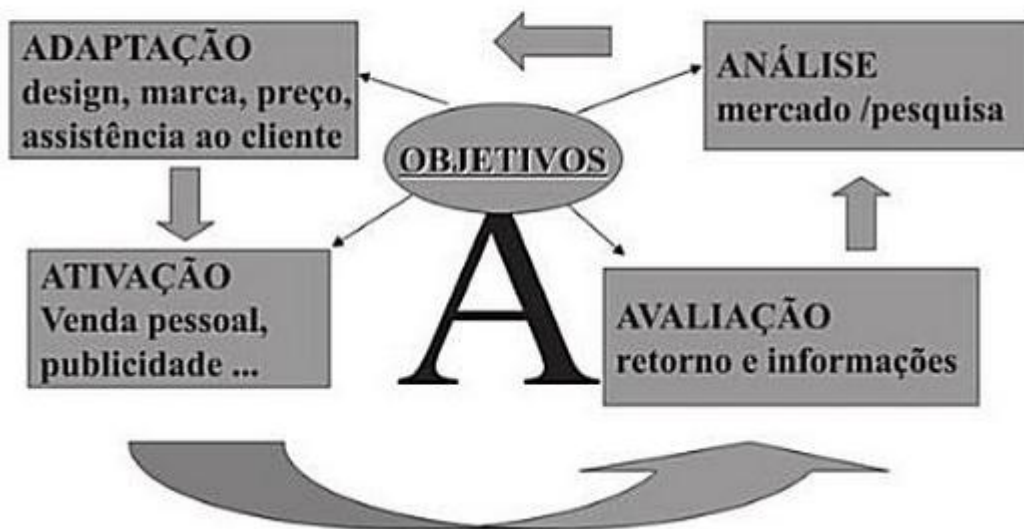 ADAPTAÇÃO
design, marca, preço,
assistência ao cliente
ANÁLISE
mercado /pesquisa
OBJETIVOS
A
ATIVAÇÃO
Venda pessoal,
publicidade ...
AVALIAÇÃO
retorno e informações